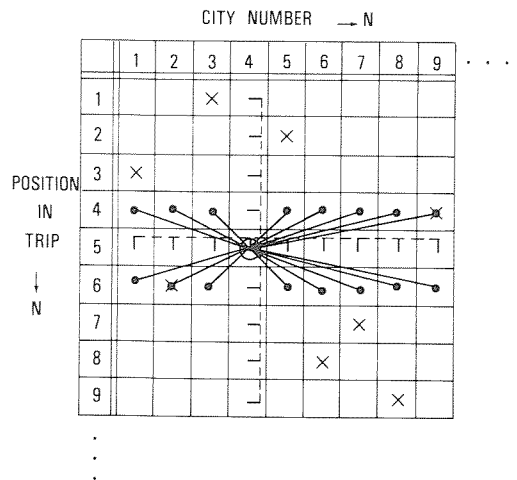 CITY NUMBER → N
1 2 3 4 5 6 7 8 9 . . .
1
2
3
POSITION
4
IN
TRIP
5
↓
6
N
7
8
9
.
.
.